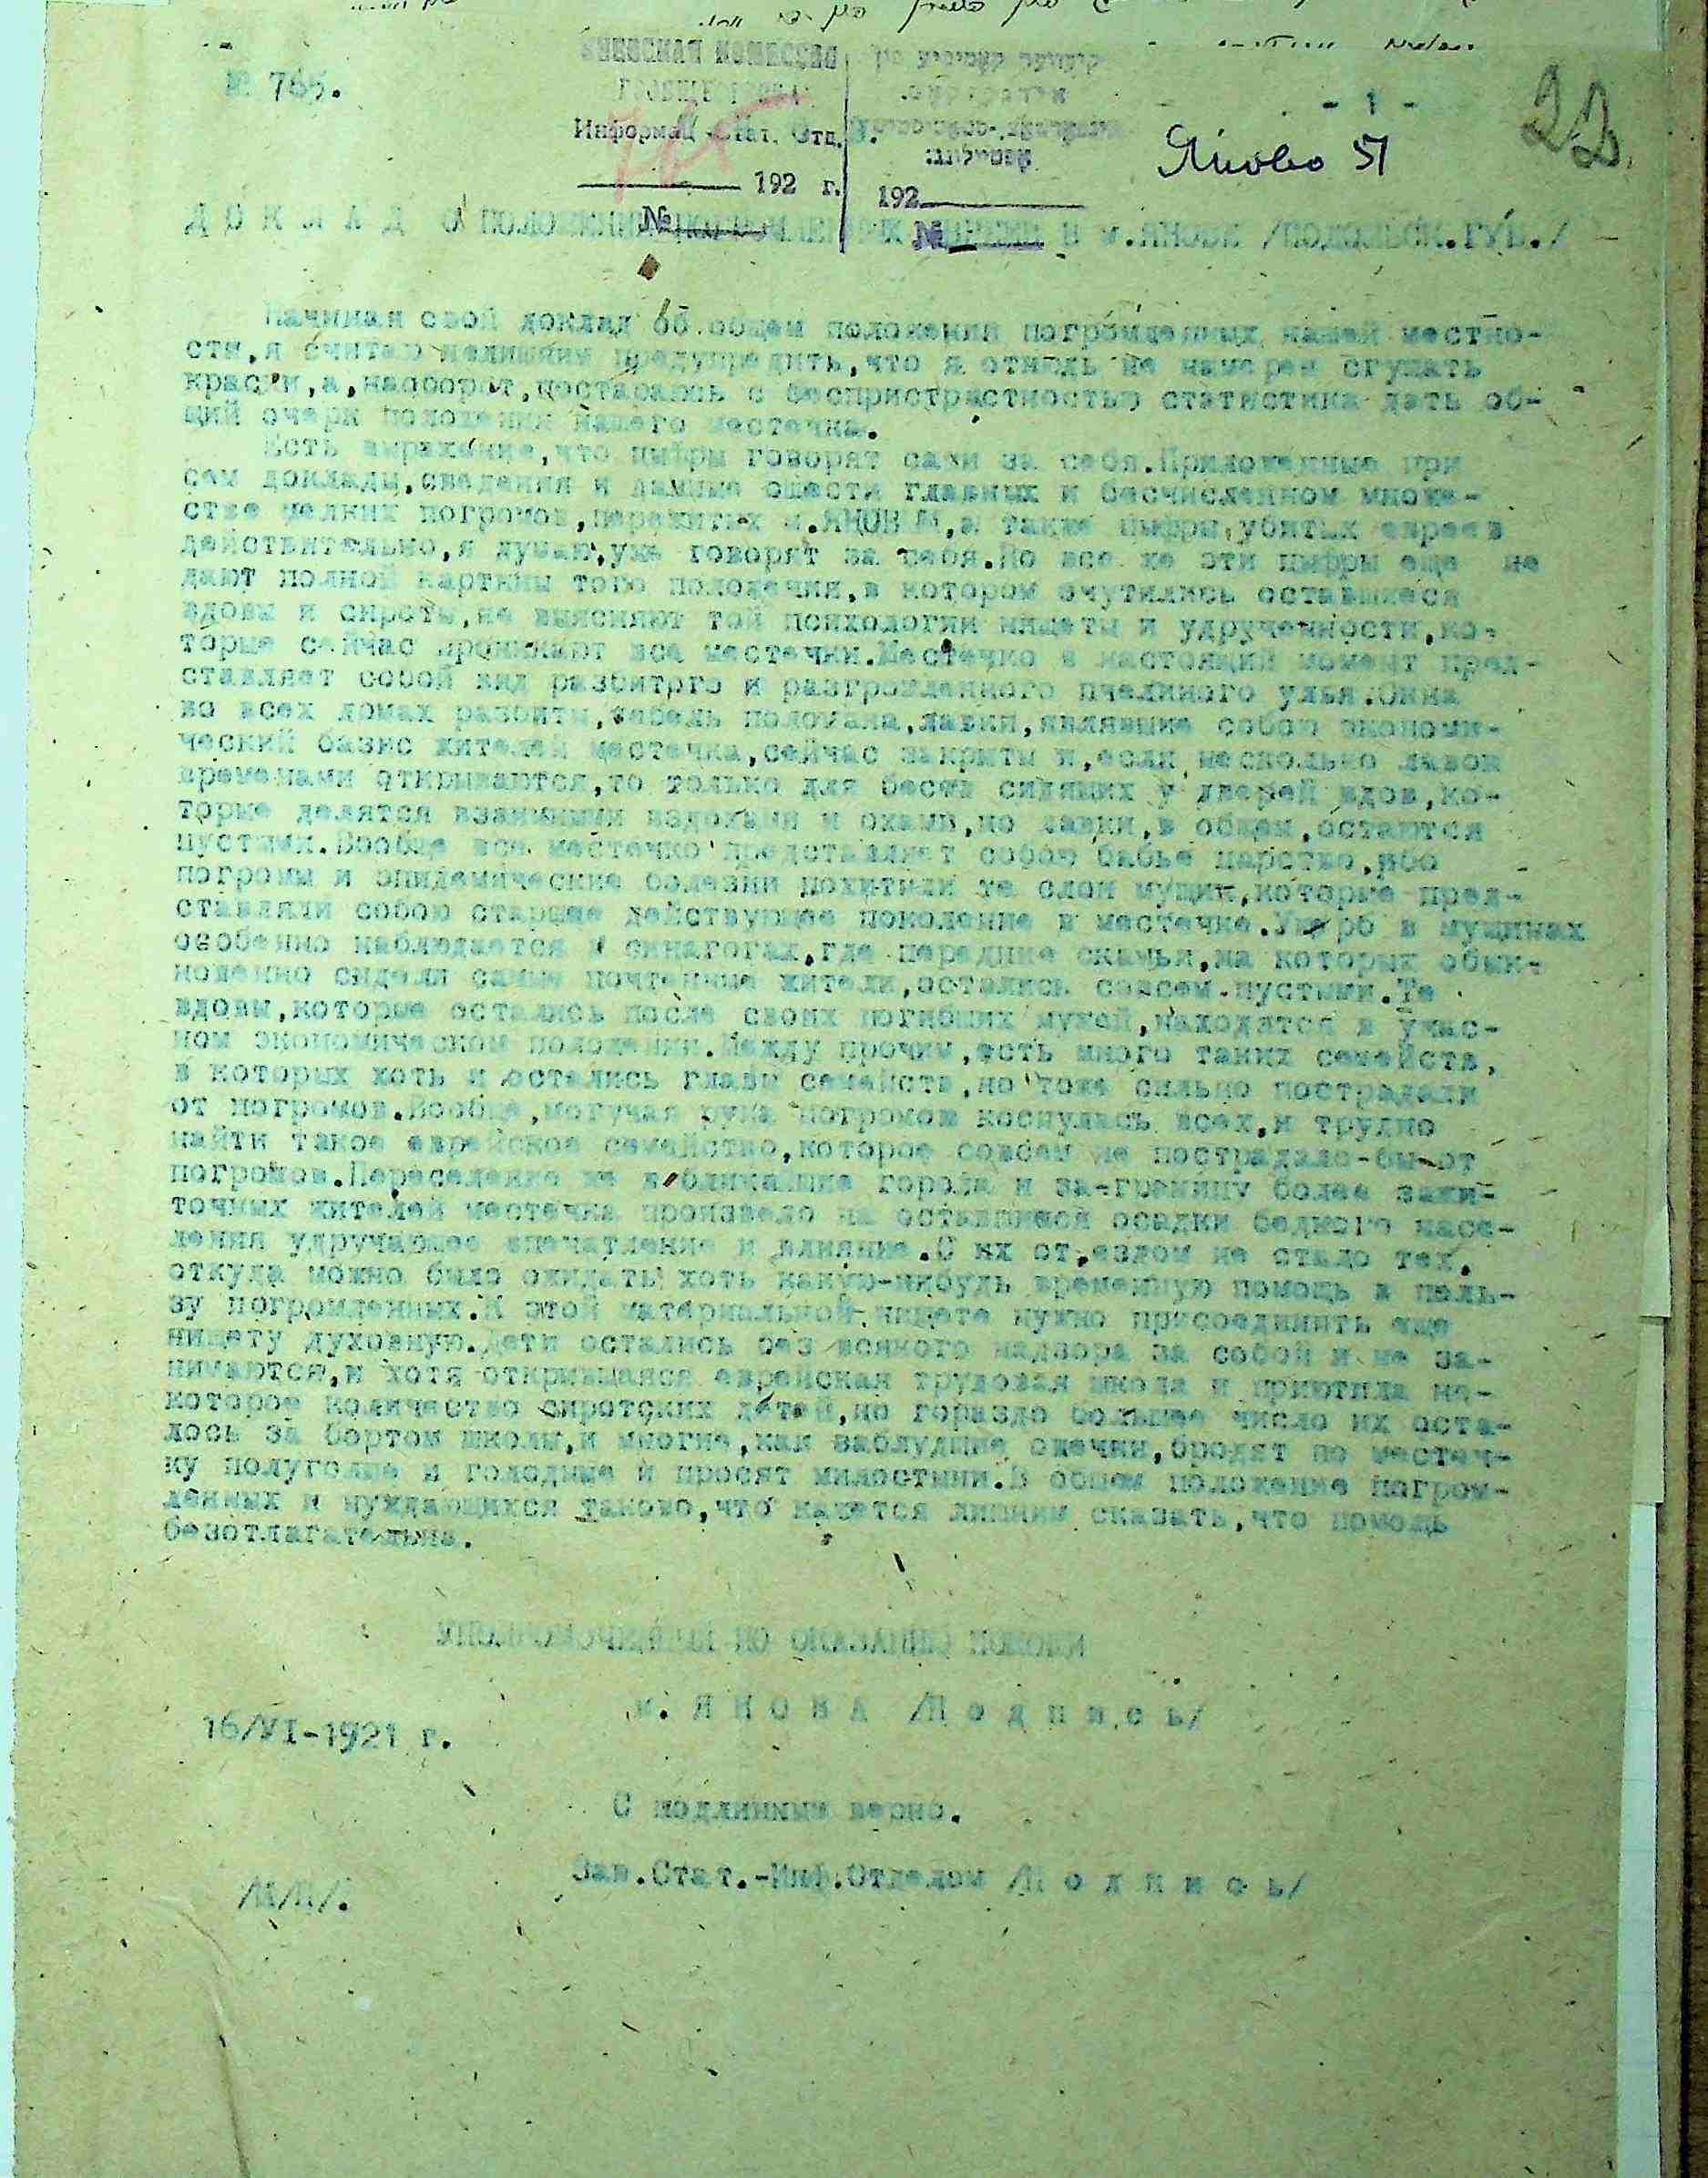 № 765.
КИЕВСКАЯ КОМИССИЯ
Информац. Стат. Отд.
192 г.
192
№
№
- 1 -
Яново 51
22.
ДОКЛАД О ПОЛОЖЕНИИ В м.ЯНОВЕ /ПОДОЛЬСК.ГУБ./
Начиная свой доклад об общем положении погромленных нашей местно-
сти,я считаю нелишним предупредить,что я отнюдь не намерен сгущать
краски,а,наоборот,постараюсь с беспристрастностью статистика дать об-
щий очерк положения нашего местечка.
Есть выражение,что цифры говорят сами за себя.Приложенные при
сем доклады,сведения и данные о шести главных и бесчисленном множе-
стве мелких погромов,пережитых м.ЯНОВЫМ,а также цифры убитых евреев
действительно,я думаю,уже говорят за себя.Но все же эти цифры еще не
дают полной картины того положения,в котором очутились оставшиеся
вдовы и сироты,не выясняют той психологии нищеты и удрученности,ко-
торые сейчас проникают все местечки.Местечко в настоящий момент пред-
ставляет собой вид разбитого и разгромленного пчелиного улья.Окна
во всех домах разбиты,мебель поломана,лавки,являвшие собою экономи-
ческий базис жителей местечка,сейчас закрыты и,если несколько лавок
временами открываются,то только для бесед сидящих у дверей вдов,ко-
торые делятся взаимными вздохами и охами,но лавки,в общем,остаются
пустыми.Вообще все местечко представляет собою бабье царство,ибо
погромы и эпидемические болезни похитили те слои мущин,которые пред-
ставляли собою старшее действующее поколение в местечке.Ущерб в мущинах
особенно наблюдается в синагогах,где передние скамьи,на которых обык-
новенно сидели самые почтенные жители,остались совсем пустыми.Те
вдовы,которые остались после своих погибших мужей,находятся в ужас-
ном экономическом положении.Между прочим,есть много таких семейств,
в которых хоть и остались главы семейств,но тоже сильно пострадали
от погромов.Вообще,могучая рука погромов коснулась всех,и трудно
найти такое еврейское семейство,которое совсем не пострадало-бы от
погромов.Переселение же в ближайшие города и за-границу более зажи-
точных жителей местечка произвело на оставшиеся осадки бедного насе-
ления удручающее впечатление и влияние.С их от,ездом не стало тех,
откуда можно было ожидать хоть какую-нибудь временную помощь в поль-
зу погромленных.К этой материальной нищете нужно присоединить еще
нищету духовную.Дети остались без всякого надзора за собой и не за-
нимаются,и хотя открывшаяся еврейская трудовая школа и приютила не-
которое количество сиротских детей,но гораздо большее число их оста-
лось за бортом школы,и многие,как заблудшие овечки,бродят по местеч-
ку полуголые и голодные и просят милостыни.В общем положение погром-
ленных и нуждающихся таково,что кажется лишним сказать,что помощь
безотлагательна.
УПОЛНОМОЧЕННЫЙ ПО ОКАЗАНИЮ ПОМОЩИ
м. Я Н О В А /П о д п и с ь/
16/VI-1921 г.
С подлинным верно.
Зав.Стат.-Инф.Отделом /П о д п и с ь/
/М/М/.